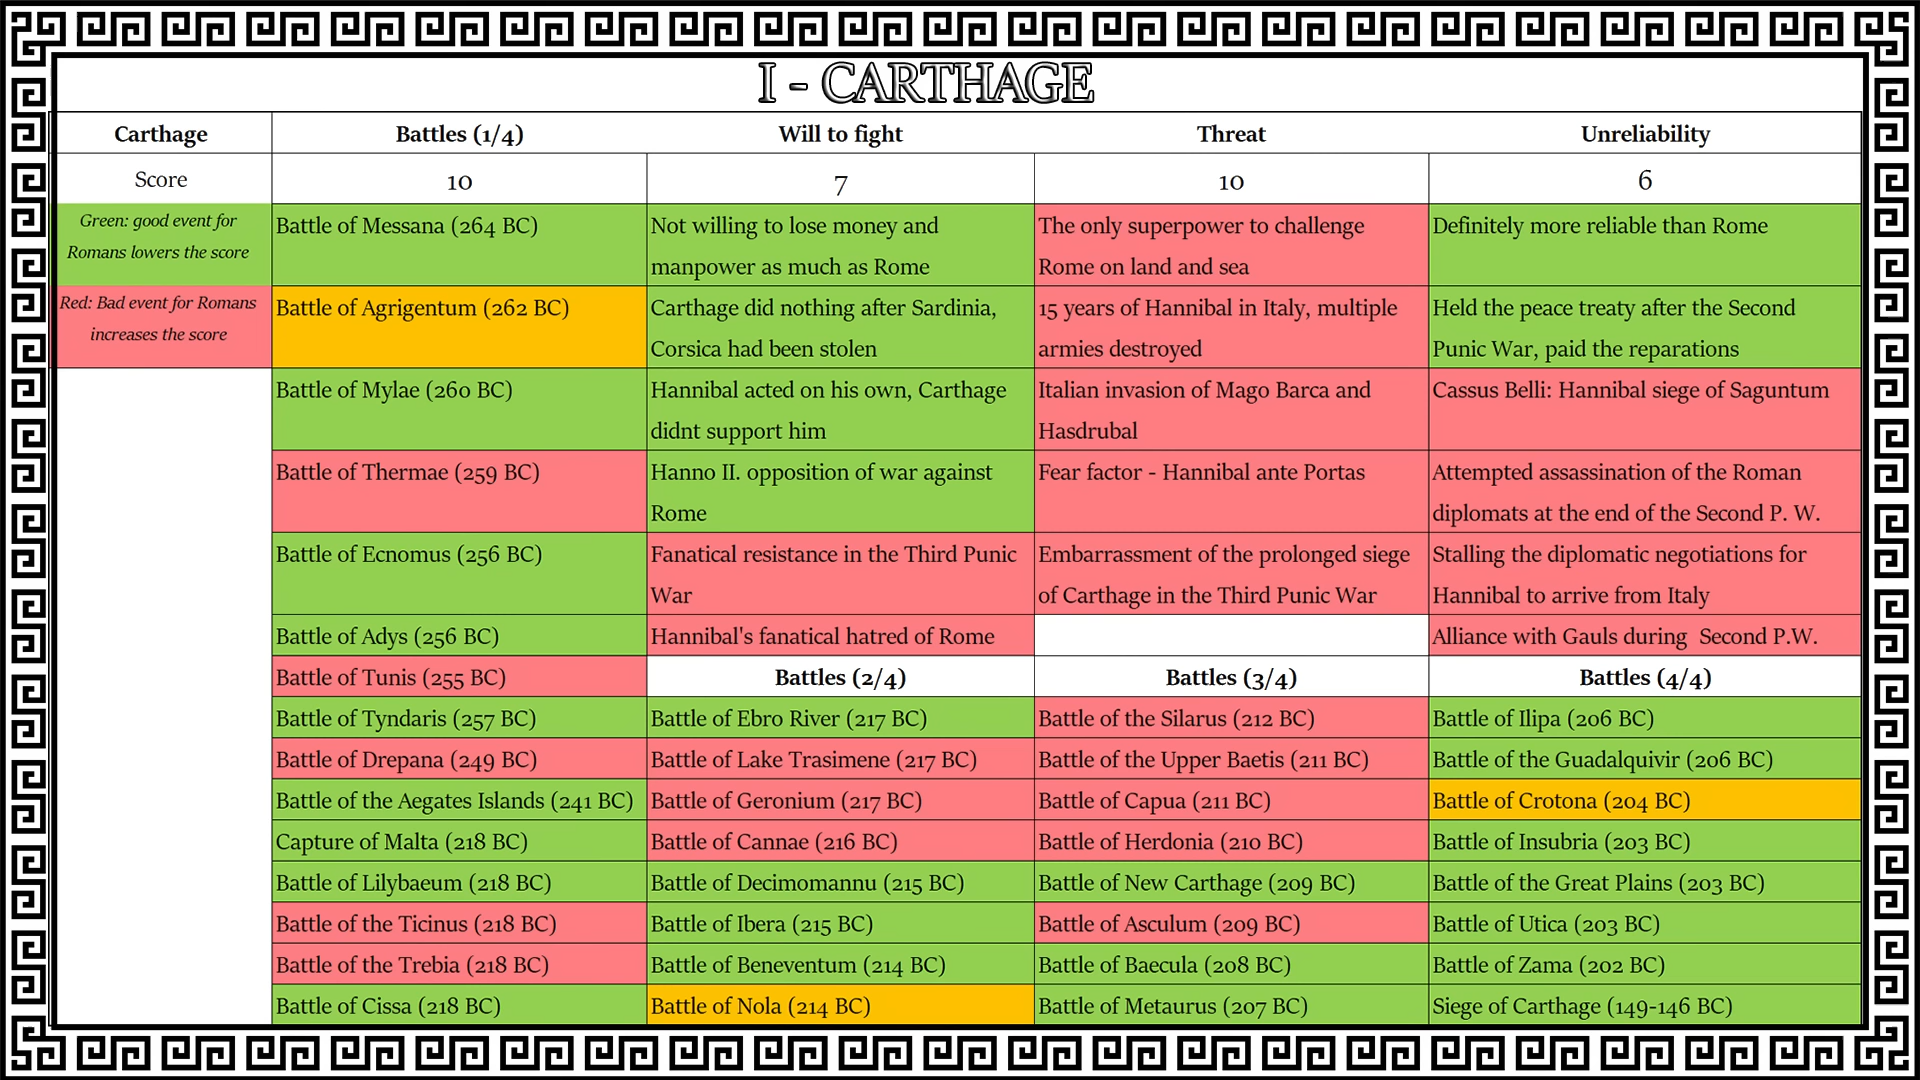 I - CARTHAGE
Carthage
Battles (1/4)
Will to fight
Threat
Unreliability
Score
10
7
10
6
Green: good event for
Romans lowers the score
Battle of Messana (264 BC)
Not willing to lose money and
manpower as much as Rome
The only superpower to challenge
Rome on land and sea
Definitely more reliable than Rome
Red: Bad event for Romans
increases the score
Battle of Agrigentum (262 BC)
Carthage did nothing after Sardinia,
Corsica had been stolen
15 years of Hannibal in Italy, multiple
armies destroyed
Held the peace treaty after the Second
Punic War, paid the reparations
Battle of Mylae (260 BC)
Hannibal acted on his own, Carthage
didnt support him
Italian invasion of Mago Barca and
Hasdrubal
Cassus Belli: Hannibal siege of Saguntum
Battle of Thermae (259 BC)
Hanno II. opposition of war against
Rome
Fear factor - Hannibal ante Portas
Attempted assassination of the Roman
diplomats at the end of the Second P. W.
Battle of Ecnomus (256 BC)
Fanatical resistance in the Third Punic
War
Embarrassment of the prolonged siege
of Carthage in the Third Punic War
Stalling the diplomatic negotiations for
Hannibal to arrive from Italy
Battle of Adys (256 BC)
Hannibal's fanatical hatred of Rome
Alliance with Gauls during Second P.W.
Battle of Tunis (255 BC)
Battles (2/4)
Battles (3/4)
Battles (4/4)
Battle of Tyndaris (257 BC)
Battle of Ebro River (217 BC)
Battle of the Silarus (212 BC)
Battle of Ilipa (206 BC)
Battle of Drepana (249 BC)
Battle of Lake Trasimene (217 BC)
Battle of the Upper Baetis (211 BC)
Battle of the Guadalquivir (206 BC)
Battle of the Aegates Islands (241 BC)
Battle of Geronium (217 BC)
Battle of Capua (211 BC)
Battle of Crotona (204 BC)
Capture of Malta (218 BC)
Battle of Cannae (216 BC)
Battle of Herdonia (210 BC)
Battle of Insubria (203 BC)
Battle of Lilybaeum (218 BC)
Battle of Decimomannu (215 BC)
Battle of New Carthage (209 BC)
Battle of the Great Plains (203 BC)
Battle of the Ticinus (218 BC)
Battle of Ibera (215 BC)
Battle of Asculum (209 BC)
Battle of Utica (203 BC)
Battle of the Trebia (218 BC)
Battle of Beneventum (214 BC)
Battle of Baecula (208 BC)
Battle of Zama (202 BC)
Battle of Cissa (218 BC)
Battle of Nola (214 BC)
Battle of Metaurus (207 BC)
Siege of Carthage (149-146 BC)